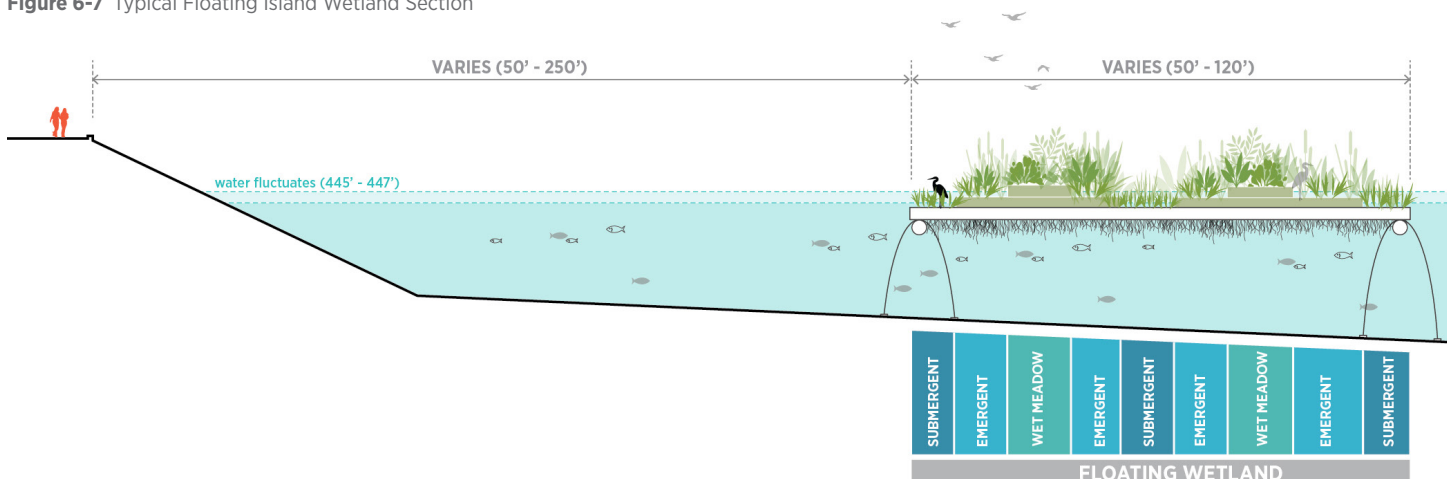 Figure 6-7 Typical Floating Island Wetland Section
VARIES (50' - 250')
VARIES (50' - 120')
water fluctuates (445' - 447')
SUBMERGENT
EMERGENT
WET MEADOW
EMERGENT
SUBMERGENT
EMERGENT
WET MEADOW
EMERGENT
SUBMERGENT
FLOATING WETLAND